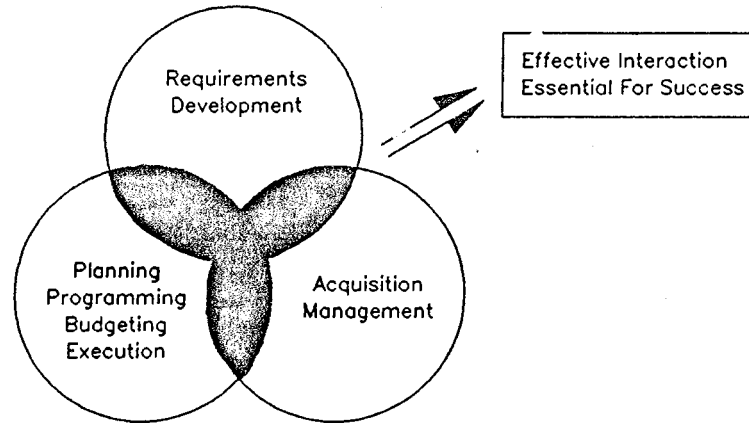 Requirements
Development
Effective Interaction
Essential For Success
Planning
Programming
Budgeting
Execution
Acquisition
Management